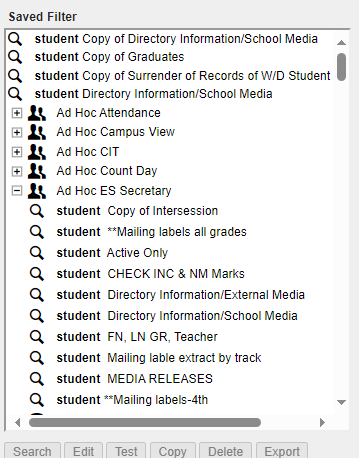 Saved Filter
student Copy of Directory Information/School Media
student Copy of Graduates
student Copy of Surrender of Records of W/D Student
student Directory Information/School Media
Ad Hoc Attendance
Ad Hoc Campus View
Ad Hoc CIT
Ad Hoc Count Day
Ad Hoc ES Secretary
student Copy of Intersession
student **Mailing labels all grades
student Active Only
student CHECK INC & NM Marks
student Directory Information/External Media
student Directory Information/School Media
student FN, LN GR, Teacher
student Mailing lable extract by track
student MEDIA RELEASES
student **Mailing labels-4th
Search Edit Test Copy Delete Export